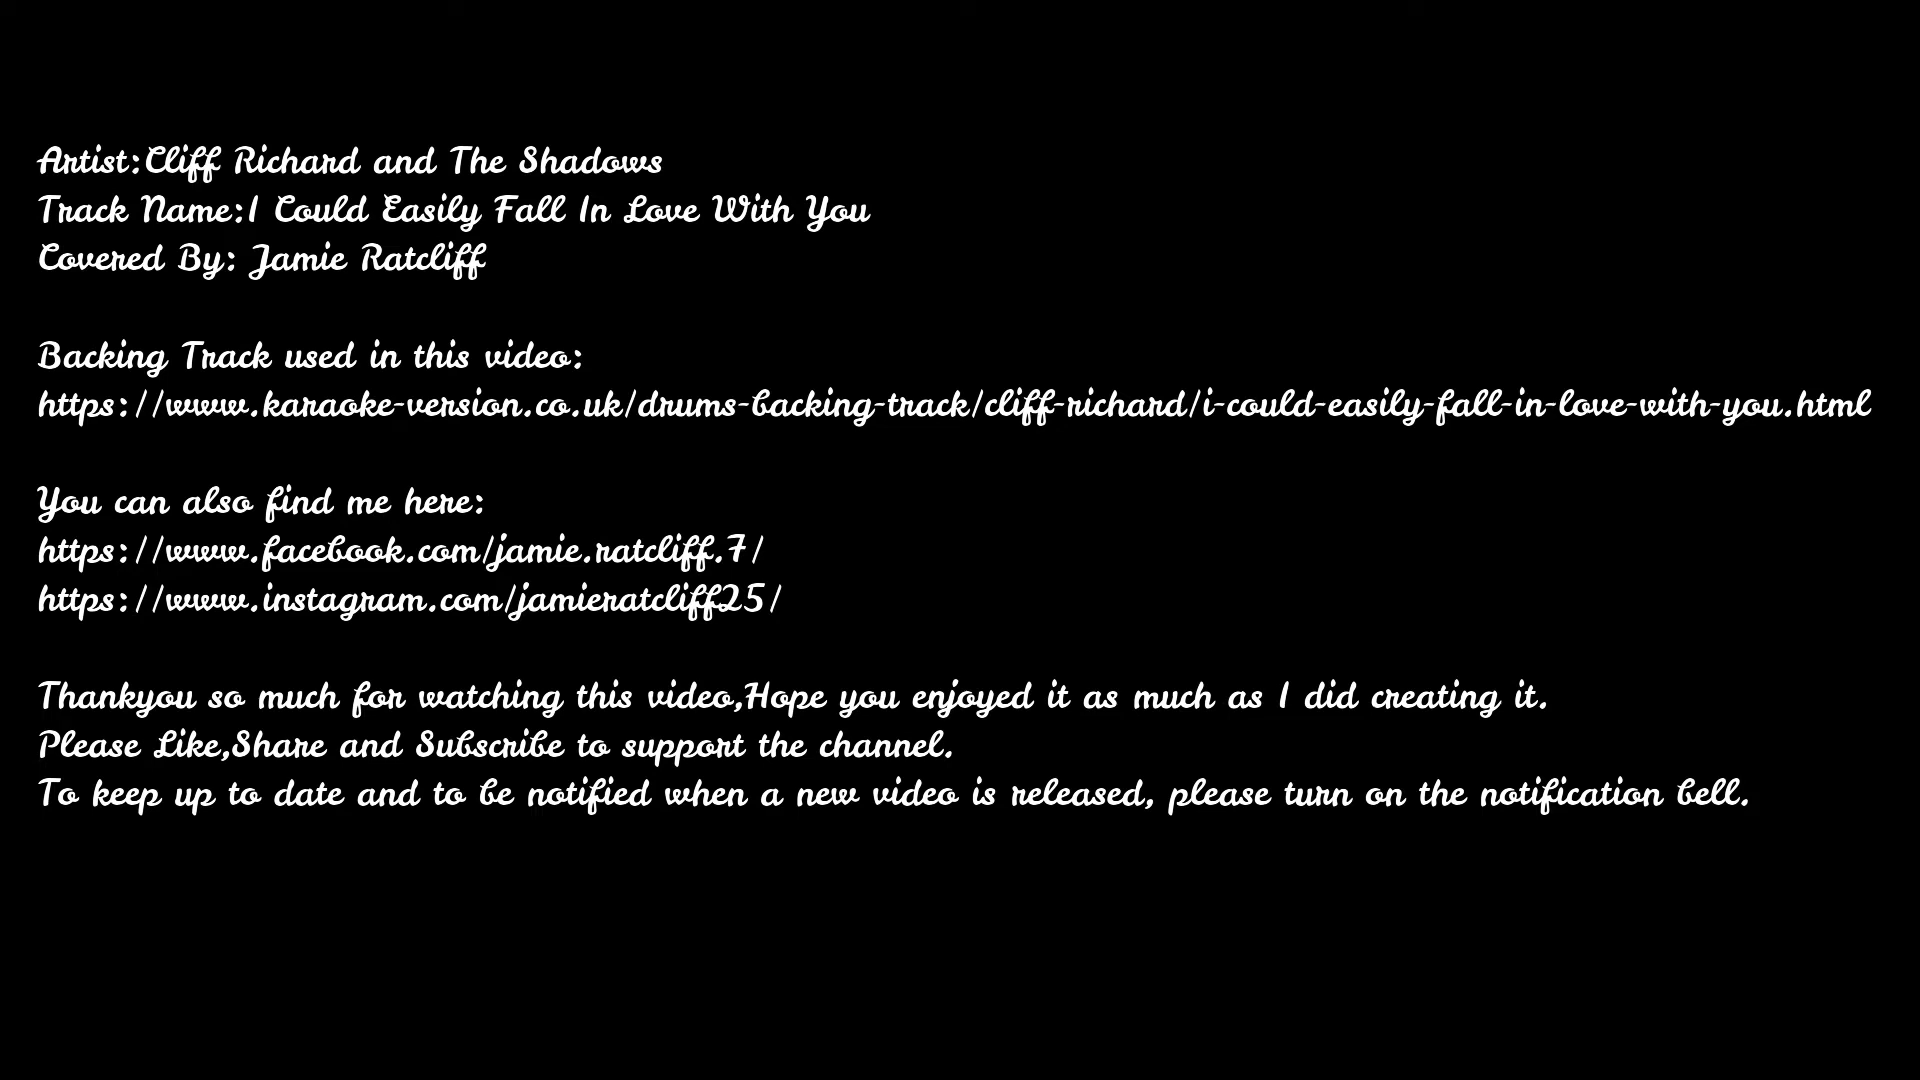 Artist:Cliff Richard and The Shadows
Track Name:I Could Easily Fall In Love With You
Covered By: Jamie Ratcliff
Backing Track used in this video:
https://www.karaoke-version.co.uk/drums-backing-track/cliff-richard/i-could-easily-fall-in-love-with-you.html
You can also find me here:
https://www.facebook.com/jamie.ratcliff.7/
https://www.instagram.com/jamieratcliff25/
Thankyou so much for watching this video,Hope you enjoyed it as much as I did creating it.
Please Like,Share and Subscribe to support the channel.
To keep up to date and to be notified when a new video is released, please turn on the notification bell.